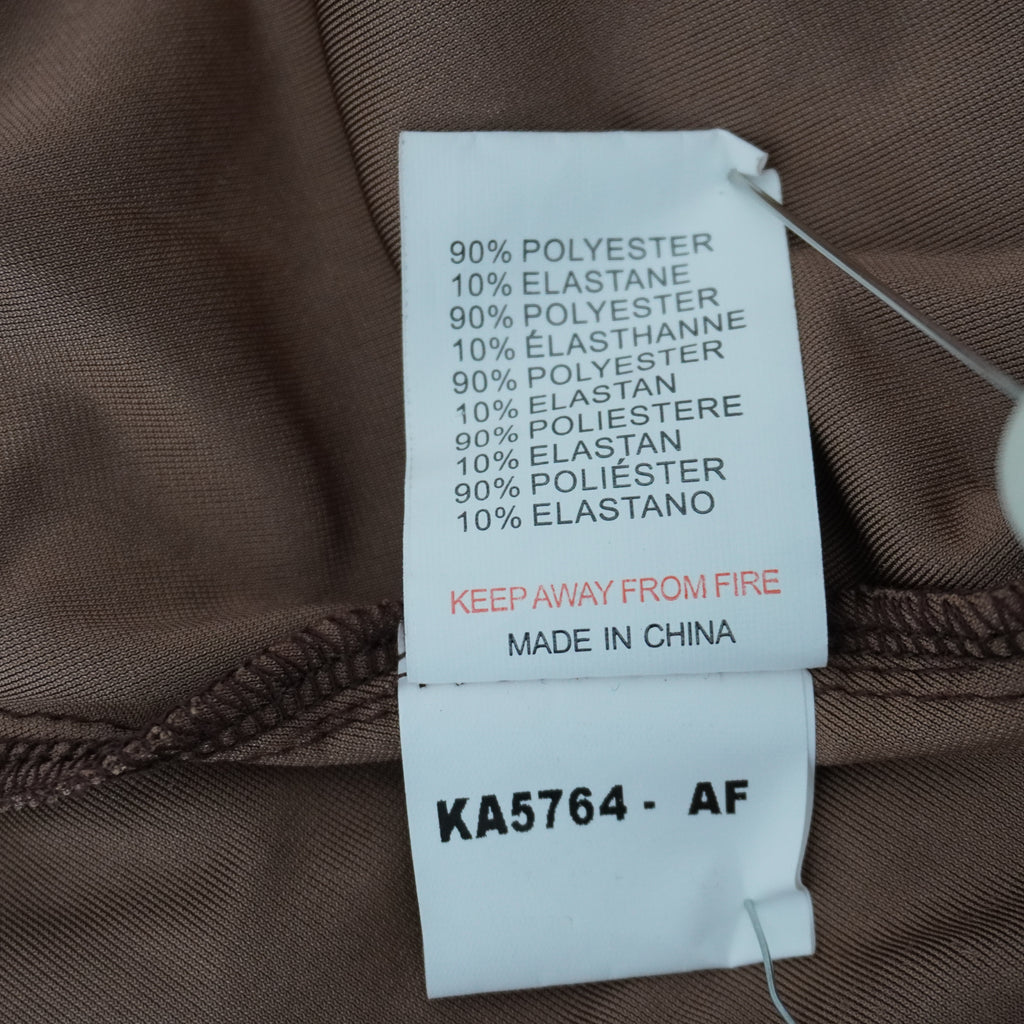 90% POLYESTER
10% ELASTANE
90% POLYESTER
10% ÉLASTHANNE
90% POLYESTER
10% ELASTAN
90% POLIESTERE
10% ELASTAN
90% POLIÉSTER
10% ELASTANO
KEEP AWAY FROM FIRE
MADE IN CHINA
KA5764 - AF